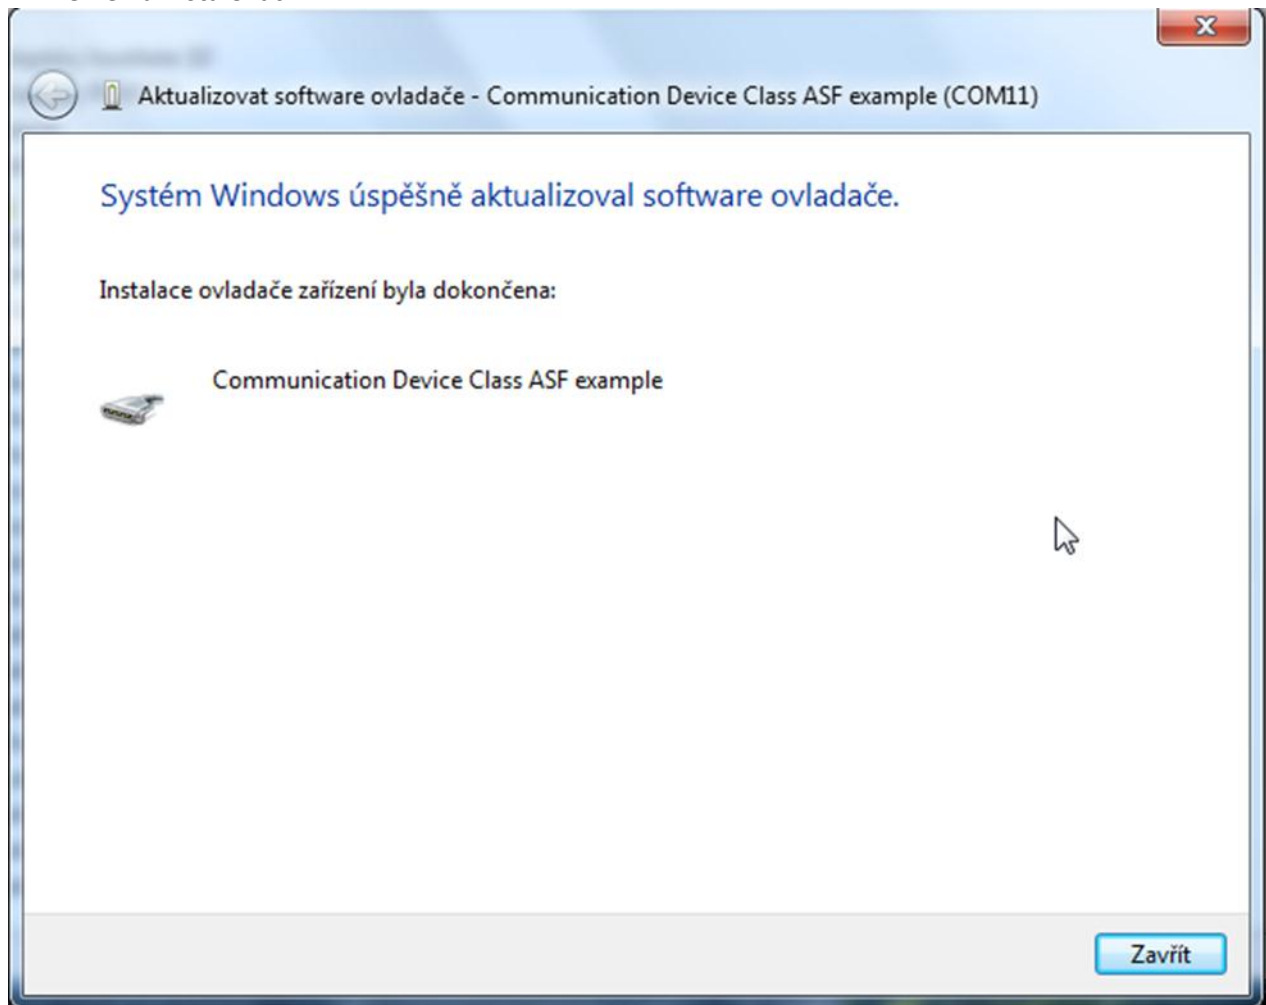 Aktualizovat software ovladače - Communication Device Class ASF example (COM11)
Systém Windows úspěšně aktualizoval software ovladače.
Instalace ovladače zařízení byla dokončena:
Communication Device Class ASF example
Zavřít